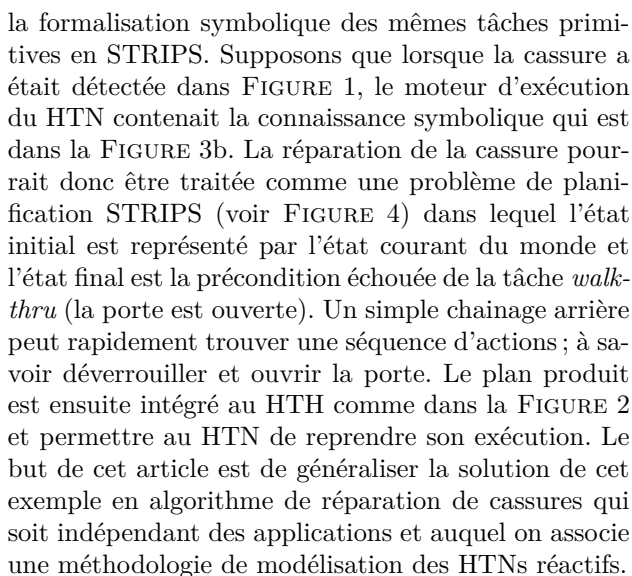 la formalisation symbolique des mêmes tâches primi-
tives en STRIPS. Supposons que lorsque la cassure a
était détectée dans FIGURE 1, le moteur d'exécution
du HTN contenait la connaissance symbolique qui est
dans la FIGURE 3b. La réparation de la cassure pour-
rait donc être traitée comme une problème de plani-
fication STRIPS (voir FIGURE 4) dans lequel l'état
initial est représenté par l'état courant du monde et
l'état final est la précondition échouée de la tâche walk-
thru (la porte est ouverte). Un simple chainage arrière
peut rapidement trouver une séquence d'actions ; à sa-
voir déverrouiller et ouvrir la porte. Le plan produit
est ensuite intégré au HTH comme dans la FIGURE 2
et permettre au HTN de reprendre son exécution. Le
but de cet article est de généraliser la solution de cet
exemple en algorithme de réparation de cassures qui
soit indépendant des applications et auquel on associe
une méthodologie de modélisation des HTNs réactifs.